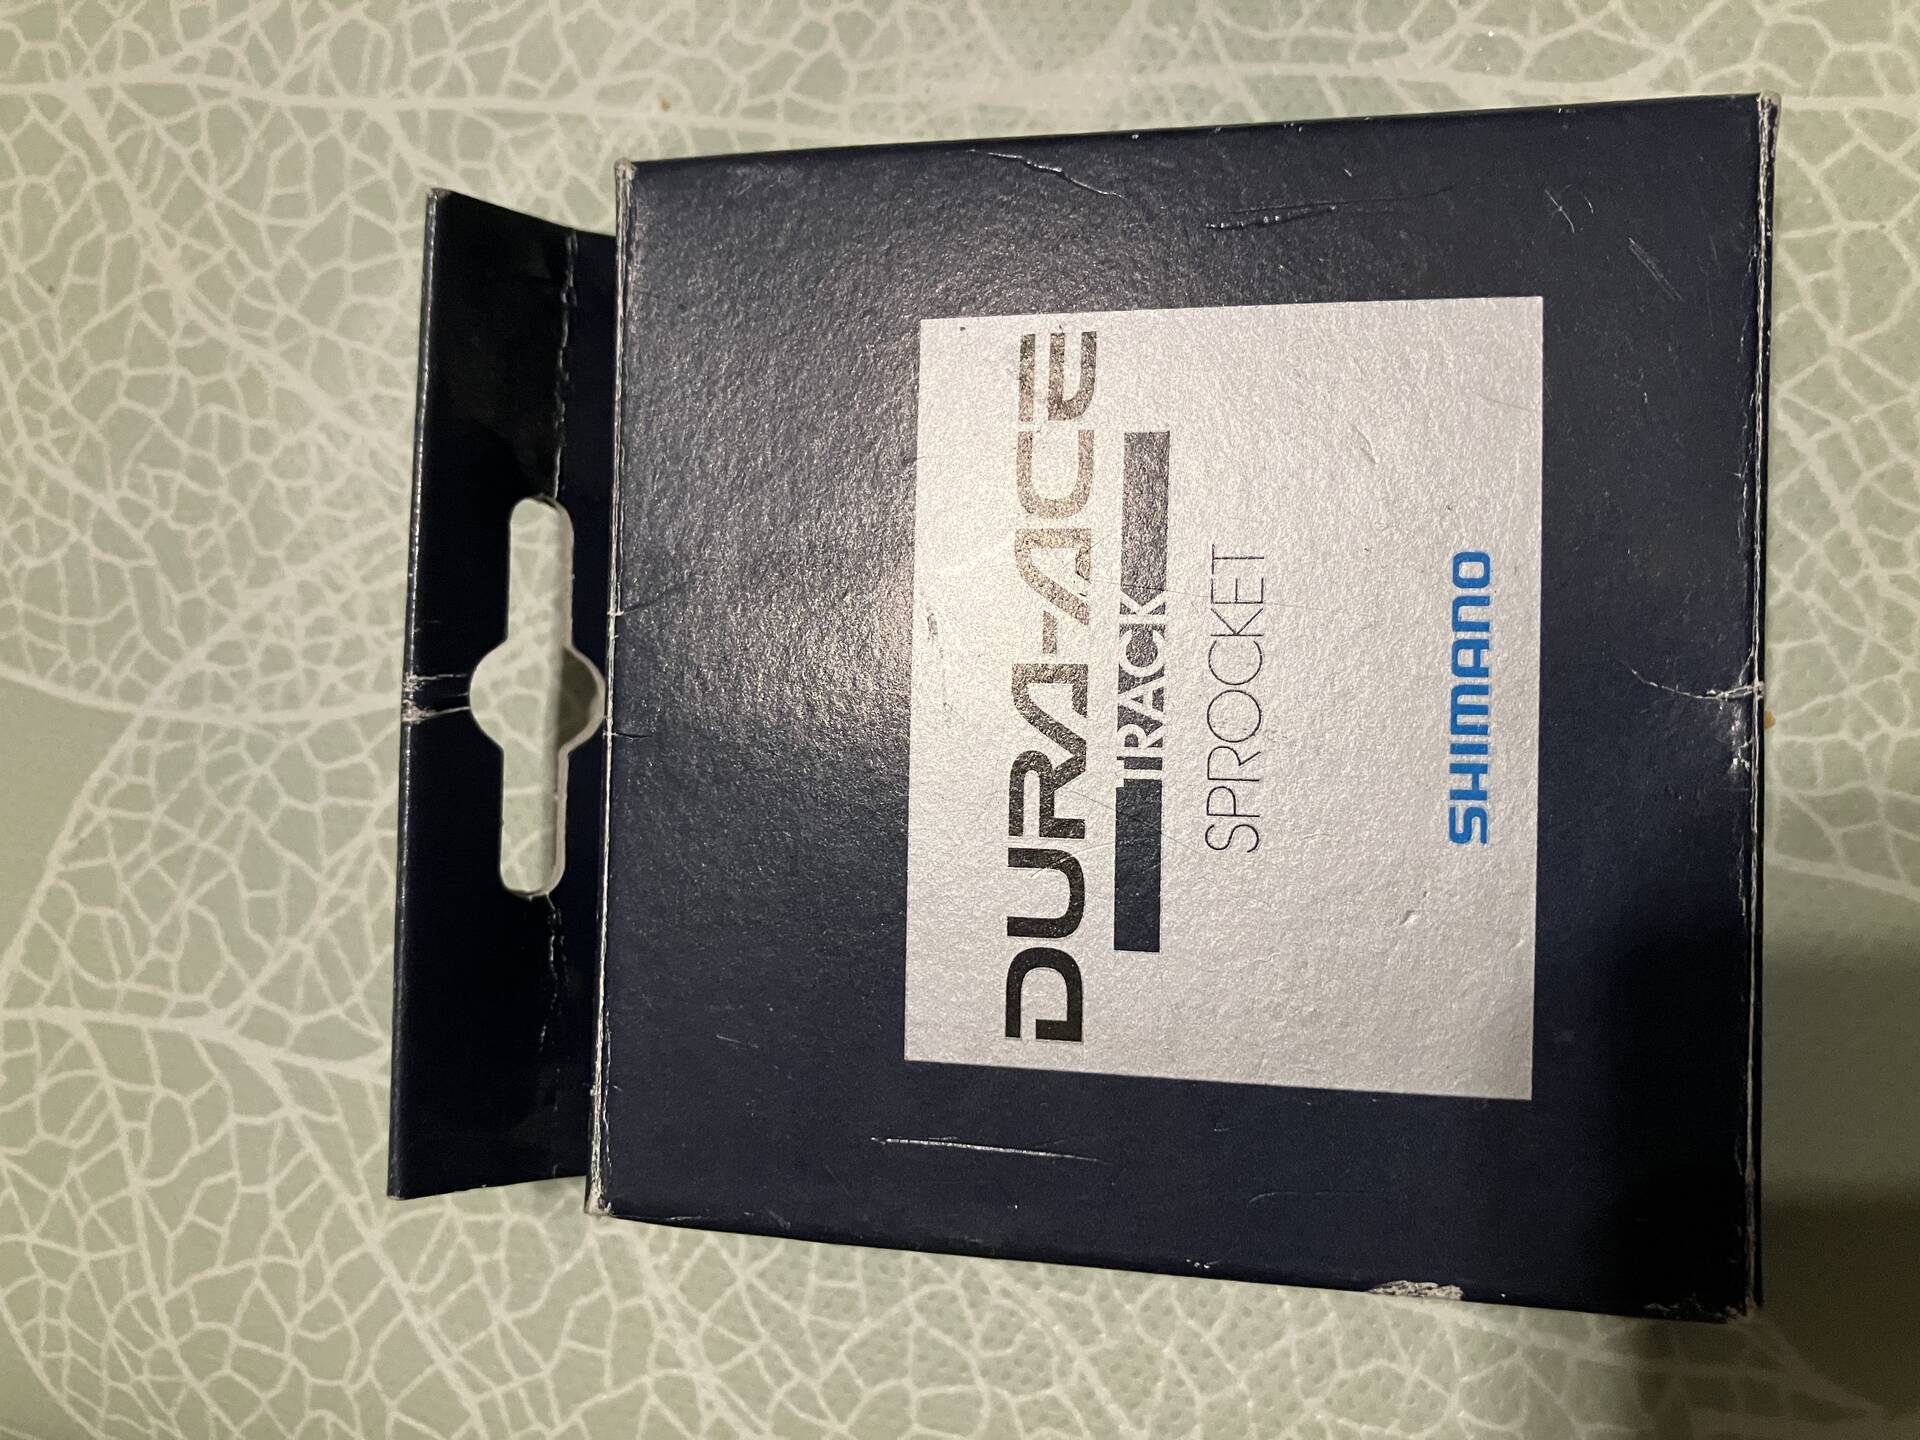 DURA-ACE
TRACK
SPROCKET
SHIMANO